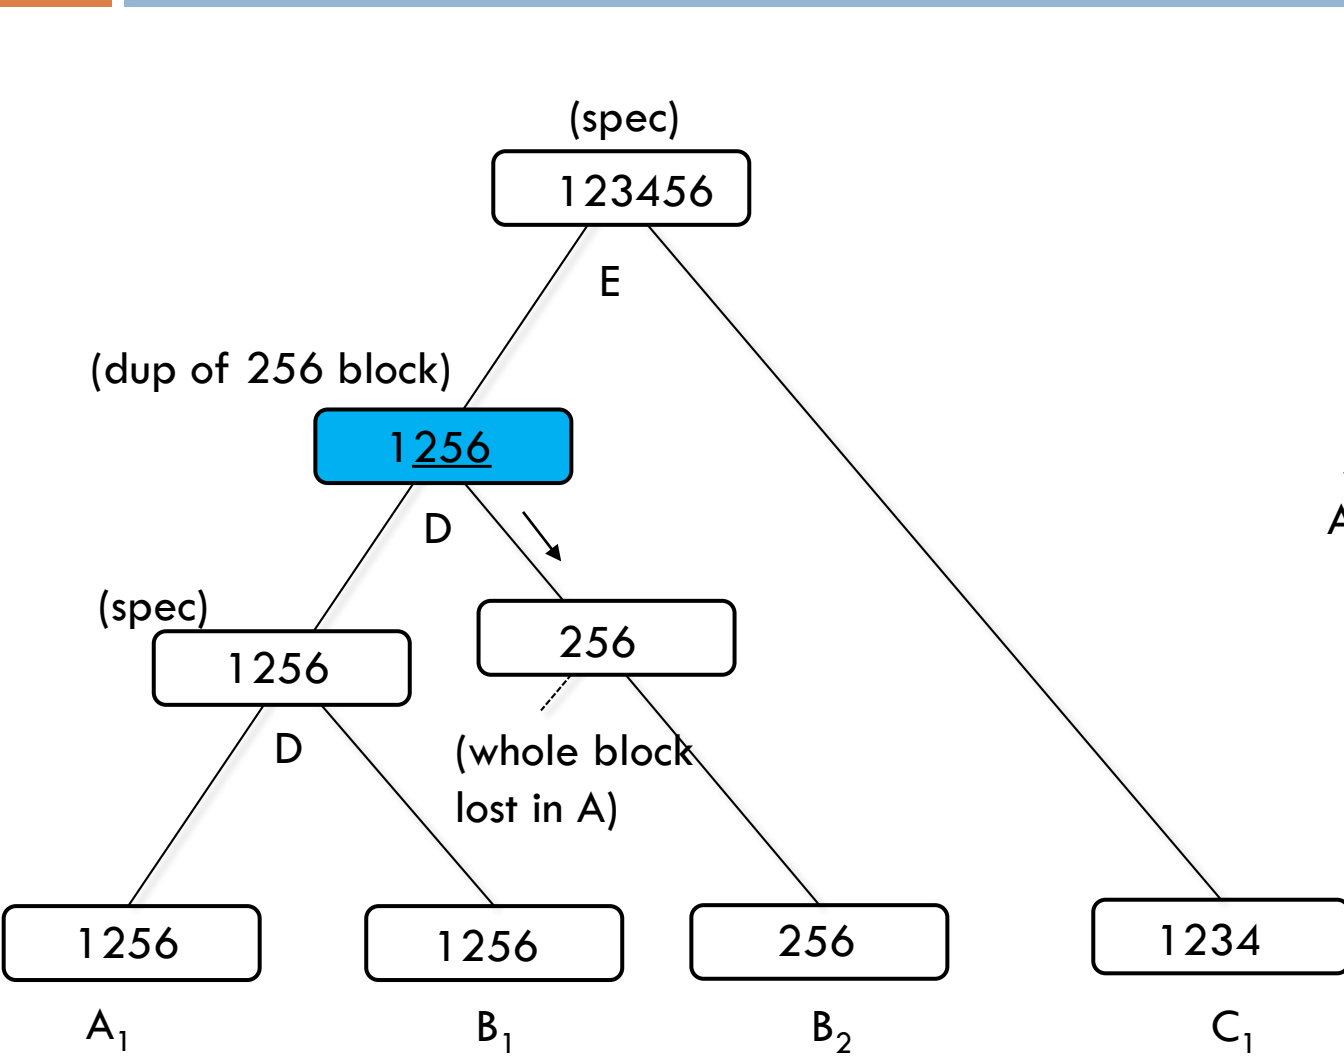 (spec)
123456
E
(dup of 256 block)
1256
D
A
(spec)
256
1256
D
(whole block
lost in A)
1256
1256
256
1234
A1
B1
B2
C1